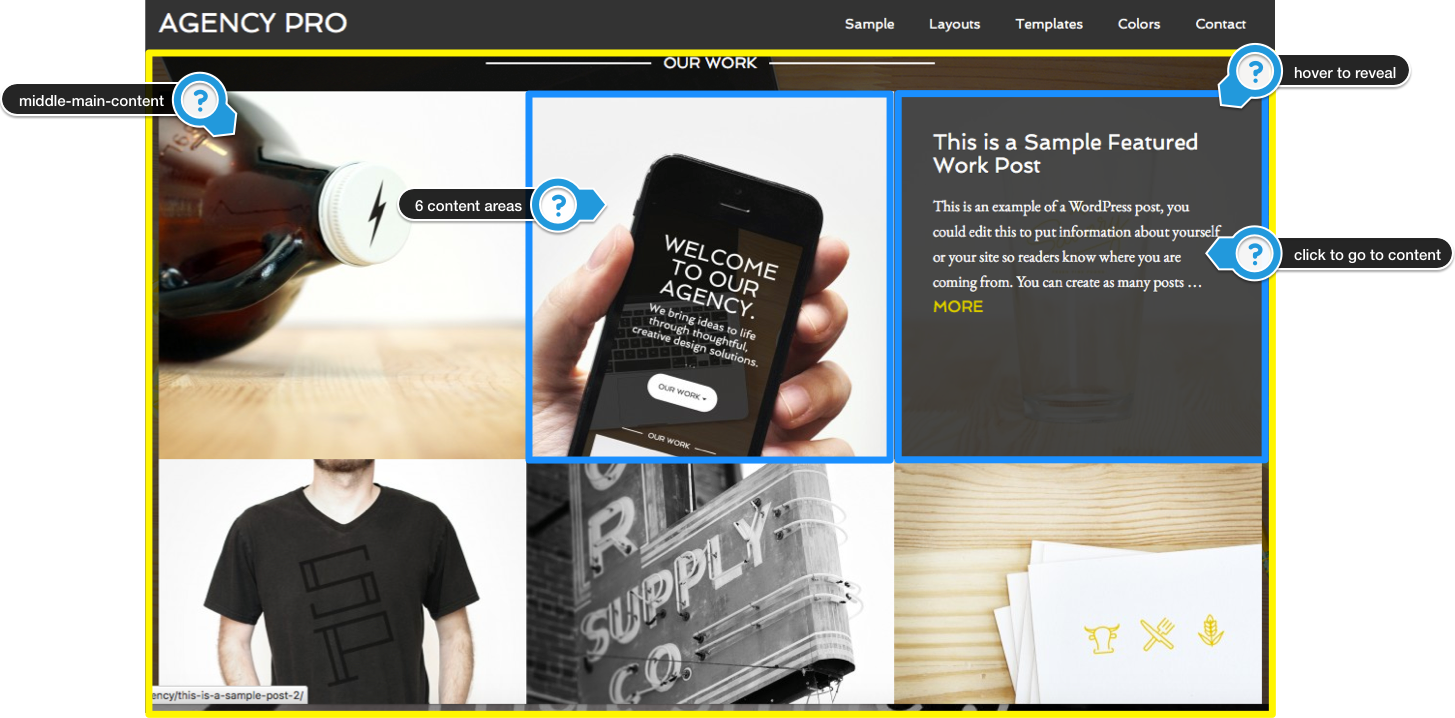 AGENCY PRO
Sample Layouts Templates Colors Contact
OUR WORK
hover to reveal
middle-main-content
6 content areas
WELCOME
TO OUR
AGENCY.
We bring ideas to life
through thoughtful,
creative design solutions.
OUR WORK
OUR WORK
This is a Sample Featured
Work Post
This is an example of a WordPress post, you
could edit this to put information about yourself
or your site so readers know where you are
coming from. You can create as many posts …
MORE
click to go to content
OR
SUPPLY
CO
ency/this-is-a-sample-post-2/